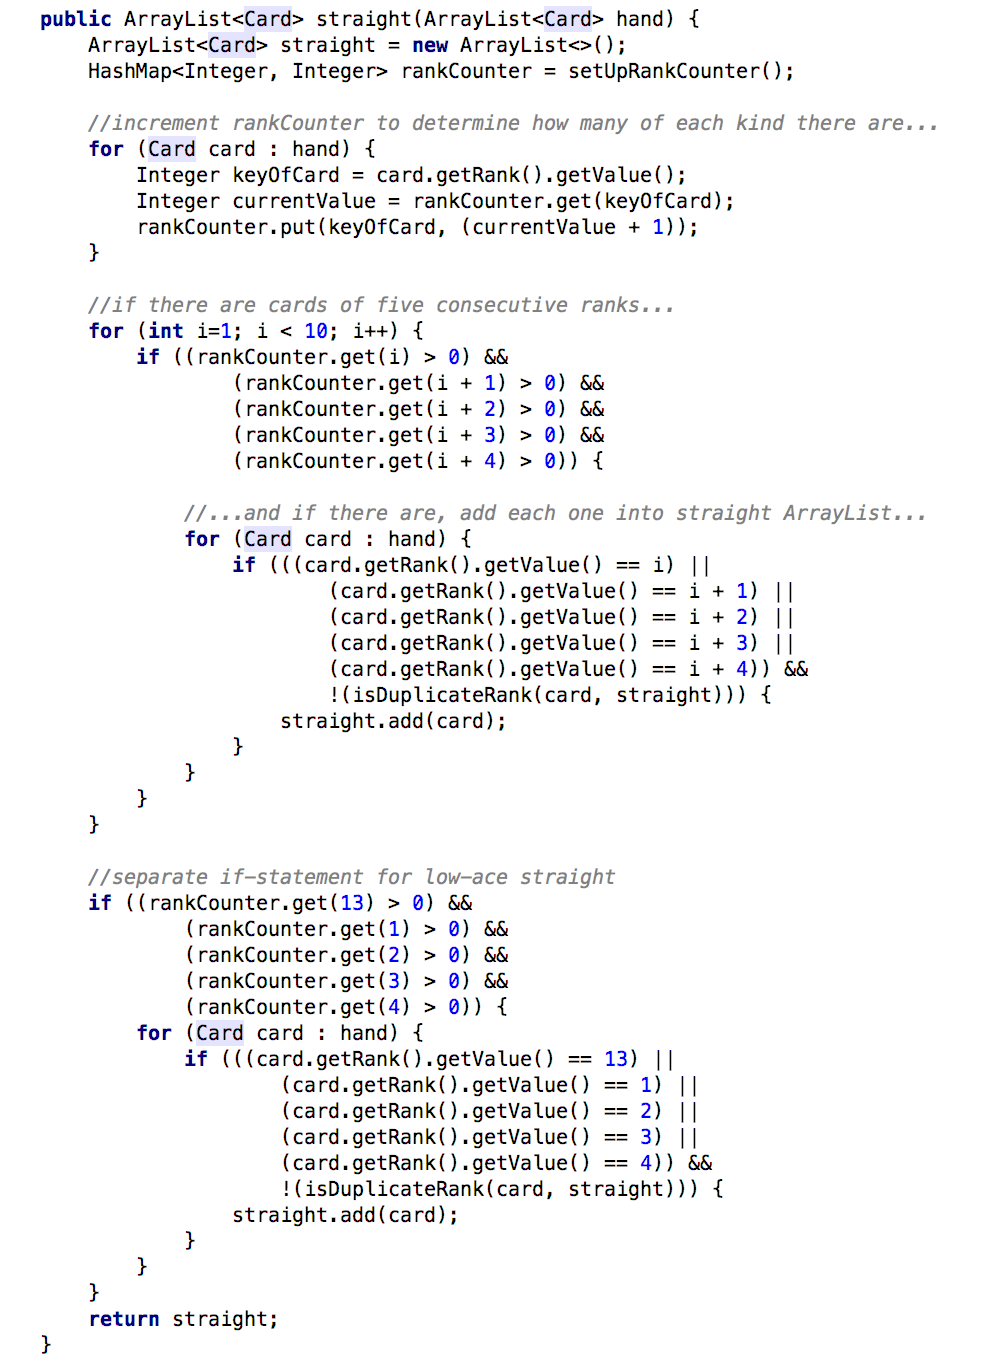 public ArrayList<Card> straight(ArrayList<Card> hand) {
    ArrayList<Card> straight = new ArrayList<>();
    HashMap<Integer, Integer> rankCounter = setUpRankCounter();

    //increment rankCounter to determine how many of each kind there are...
    for (Card card : hand) {
        Integer keyOfCard = card.getRank().getValue();
        Integer currentValue = rankCounter.get(keyOfCard);
        rankCounter.put(keyOfCard, (currentValue + 1));
    }

    //if there are cards of five consecutive ranks...
    for (int i=1; i < 10; i++) {
        if ((rankCounter.get(i) > 0) &&
                (rankCounter.get(i + 1) > 0) &&
                (rankCounter.get(i + 2) > 0) &&
                (rankCounter.get(i + 3) > 0) &&
                (rankCounter.get(i + 4) > 0)) {

            //...and if there are, add each one into straight ArrayList...
            for (Card card : hand) {
                if (((card.getRank().getValue() == i) ||
                        (card.getRank().getValue() == i + 1) ||
                        (card.getRank().getValue() == i + 2) ||
                        (card.getRank().getValue() == i + 3) ||
                        (card.getRank().getValue() == i + 4)) &&
                        !(isDuplicateRank(card, straight))) {
                    straight.add(card);
                }
            }
        }
    }

    //separate if-statement for low-ace straight
    if ((rankCounter.get(13) > 0) &&
            (rankCounter.get(1) > 0) &&
            (rankCounter.get(2) > 0) &&
            (rankCounter.get(3) > 0) &&
            (rankCounter.get(4) > 0)) {
        for (Card card : hand) {
            if (((card.getRank().getValue() == 13) ||
                    (card.getRank().getValue() == 1) ||
                    (card.getRank().getValue() == 2) ||
                    (card.getRank().getValue() == 3) ||
                    (card.getRank().getValue() == 4)) &&
                    !(isDuplicateRank(card, straight))) {
                straight.add(card);
            }
        }
    }
    return straight;
}